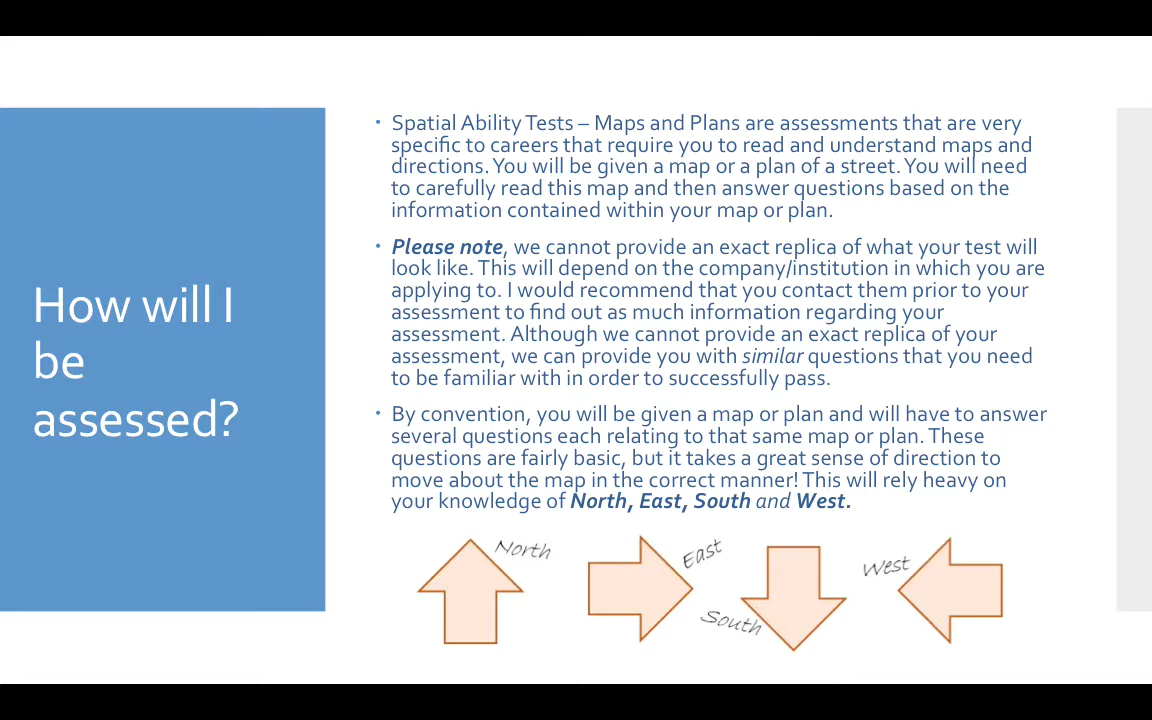 How will I
be
assessed?
Spatial Ability Tests – Maps and Plans are assessments that are very
specific to careers that require you to read and understand maps and
directions. You will be given a map or a plan of a street. You will need
to carefully read this map and then answer questions based on the
information contained within your map or plan.
Please note, we cannot provide an exact replica of what your test will
look like. This will depend on the company/institution in which you are
applying to. I would recommend that you contact them prior to your
assessment to find out as much information regarding your
assessment. Although we cannot provide an exact replica of your
assessment, we can provide you with similar questions that you need
to be familiar with in order to successfully pass.
By convention, you will be given a map or plan and will have to answer
several questions each relating to that same map or plan. These
questions are fairly basic, but it takes a great sense of direction to
move about the map in the correct manner! This will rely heavy on
your knowledge of North, East, South and West.
North
East
South
West